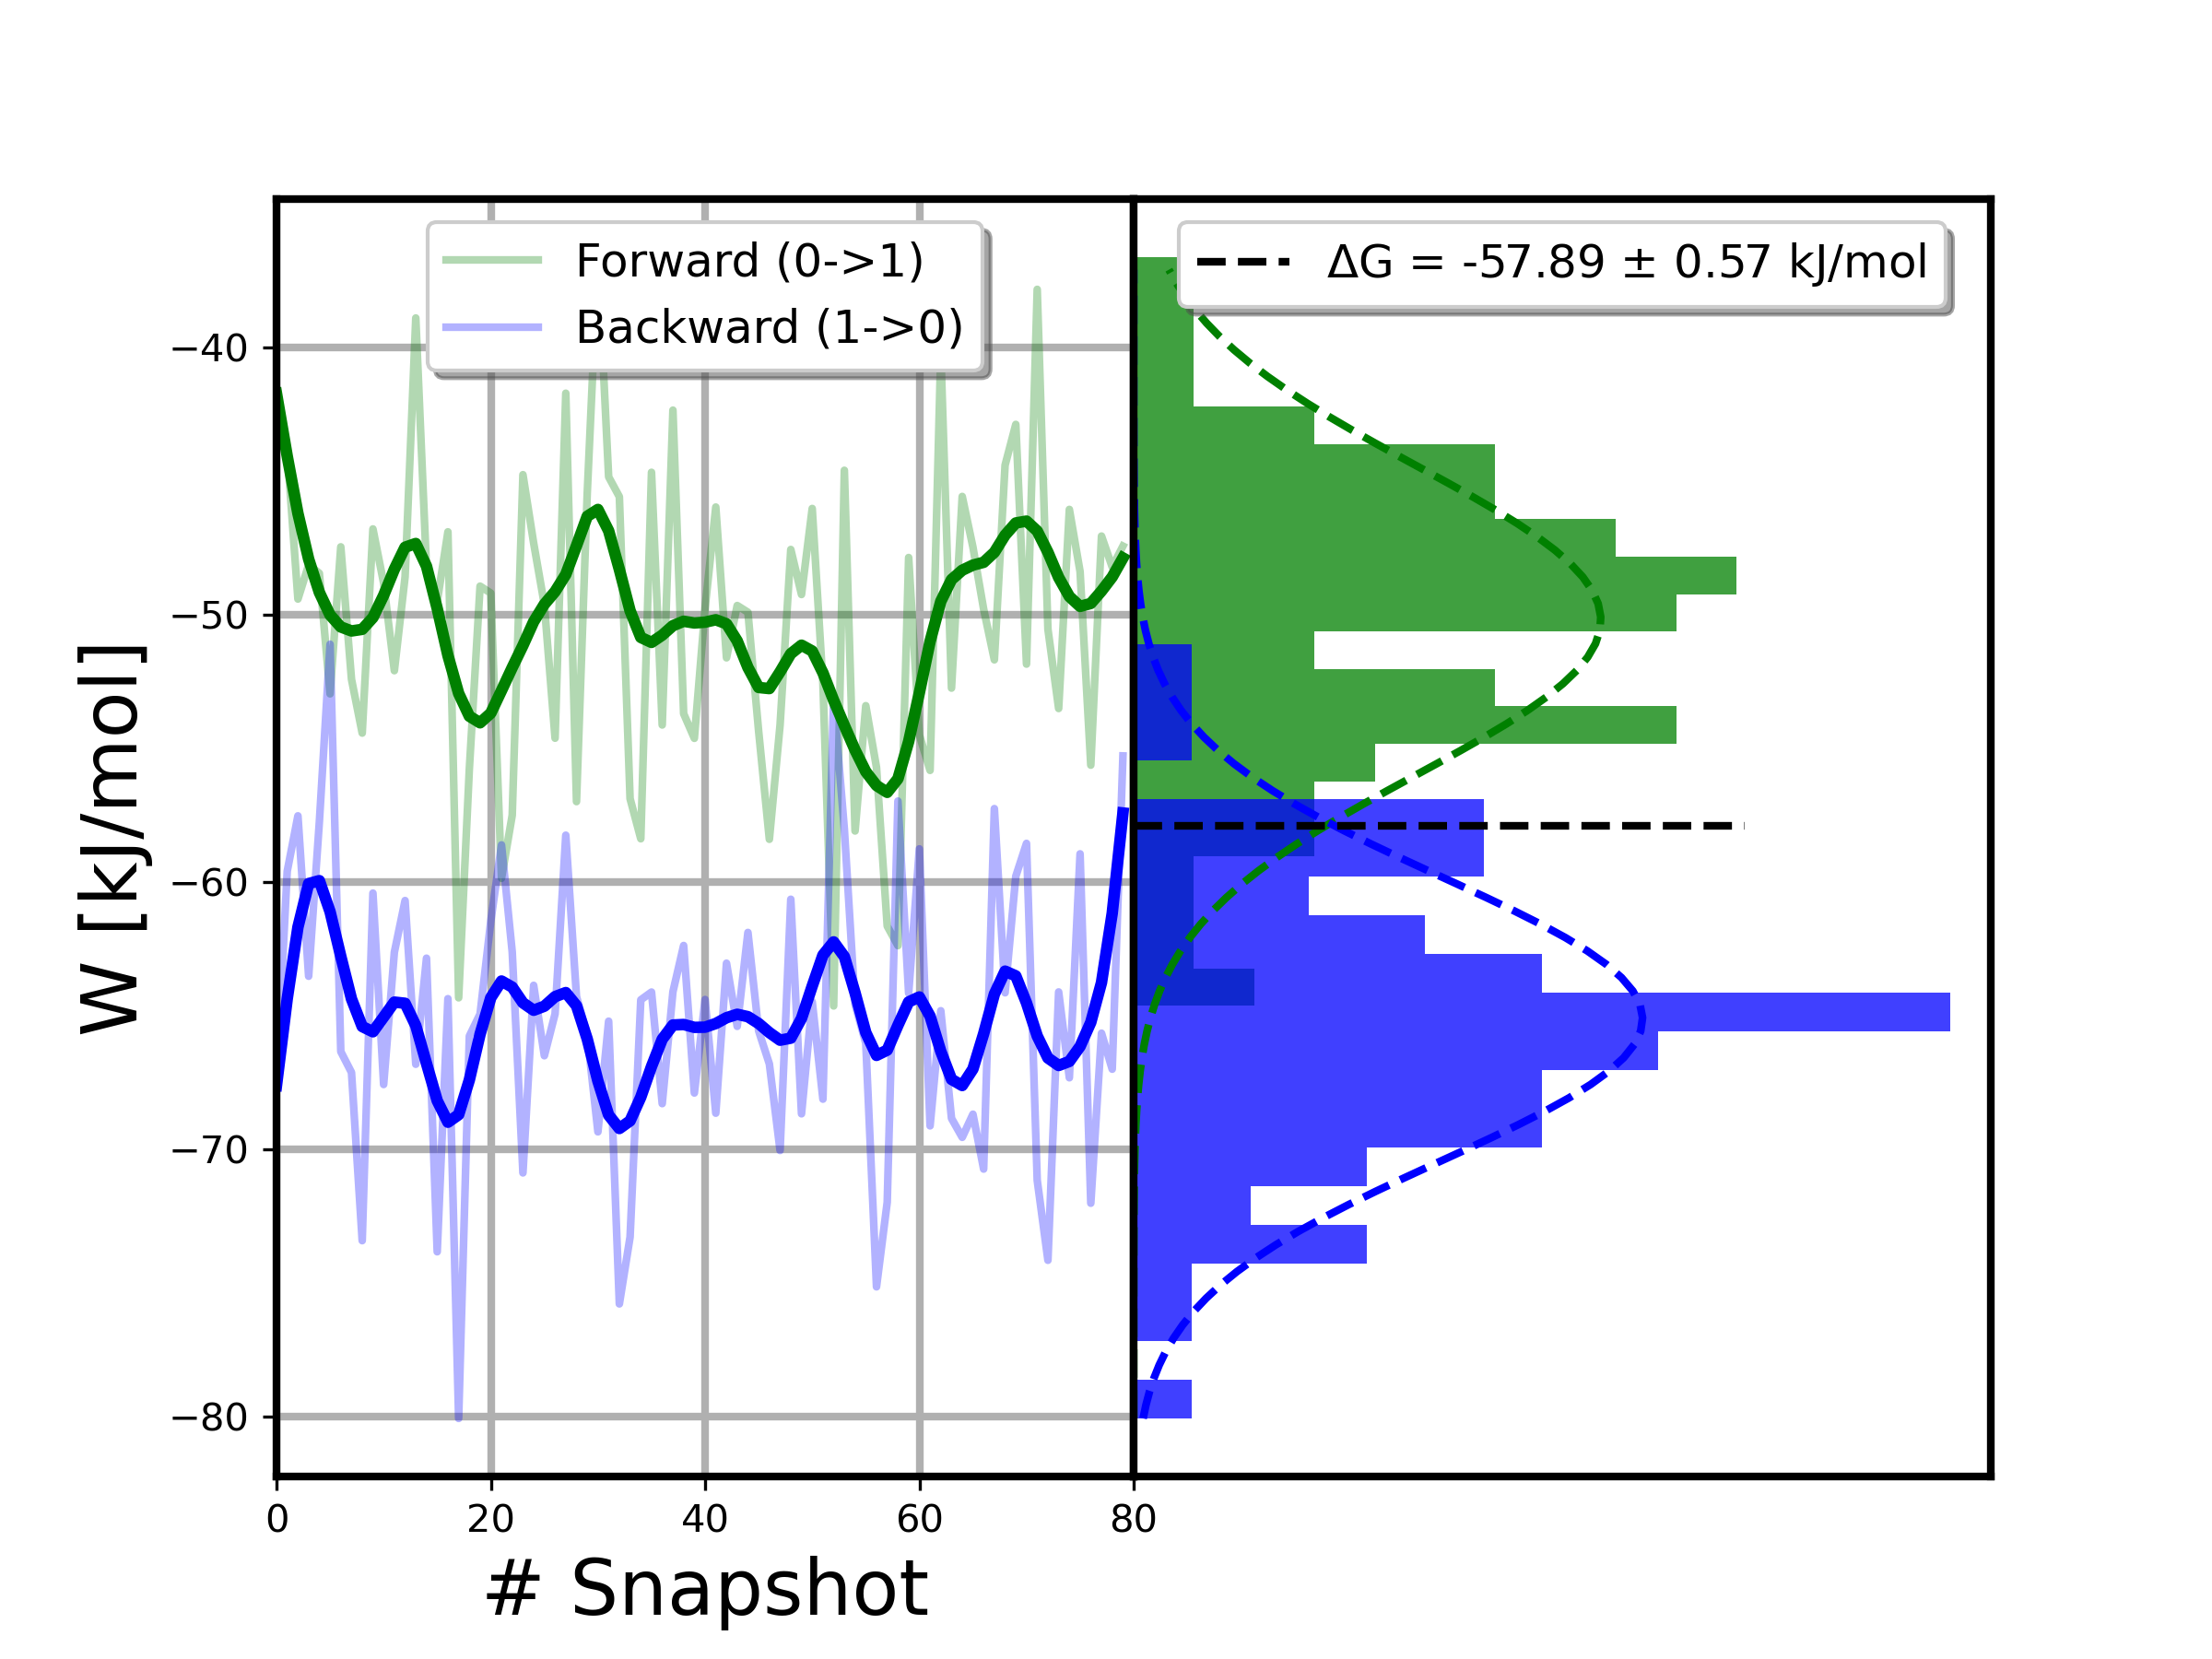 Forward (0->1)
Backward (1->0)
ΔG = -57.89 ± 0.57 kJ/mol
W [kJ/mol]
−40
−50
−60
−70
−80
0 20 40 60 80
# Snapshot